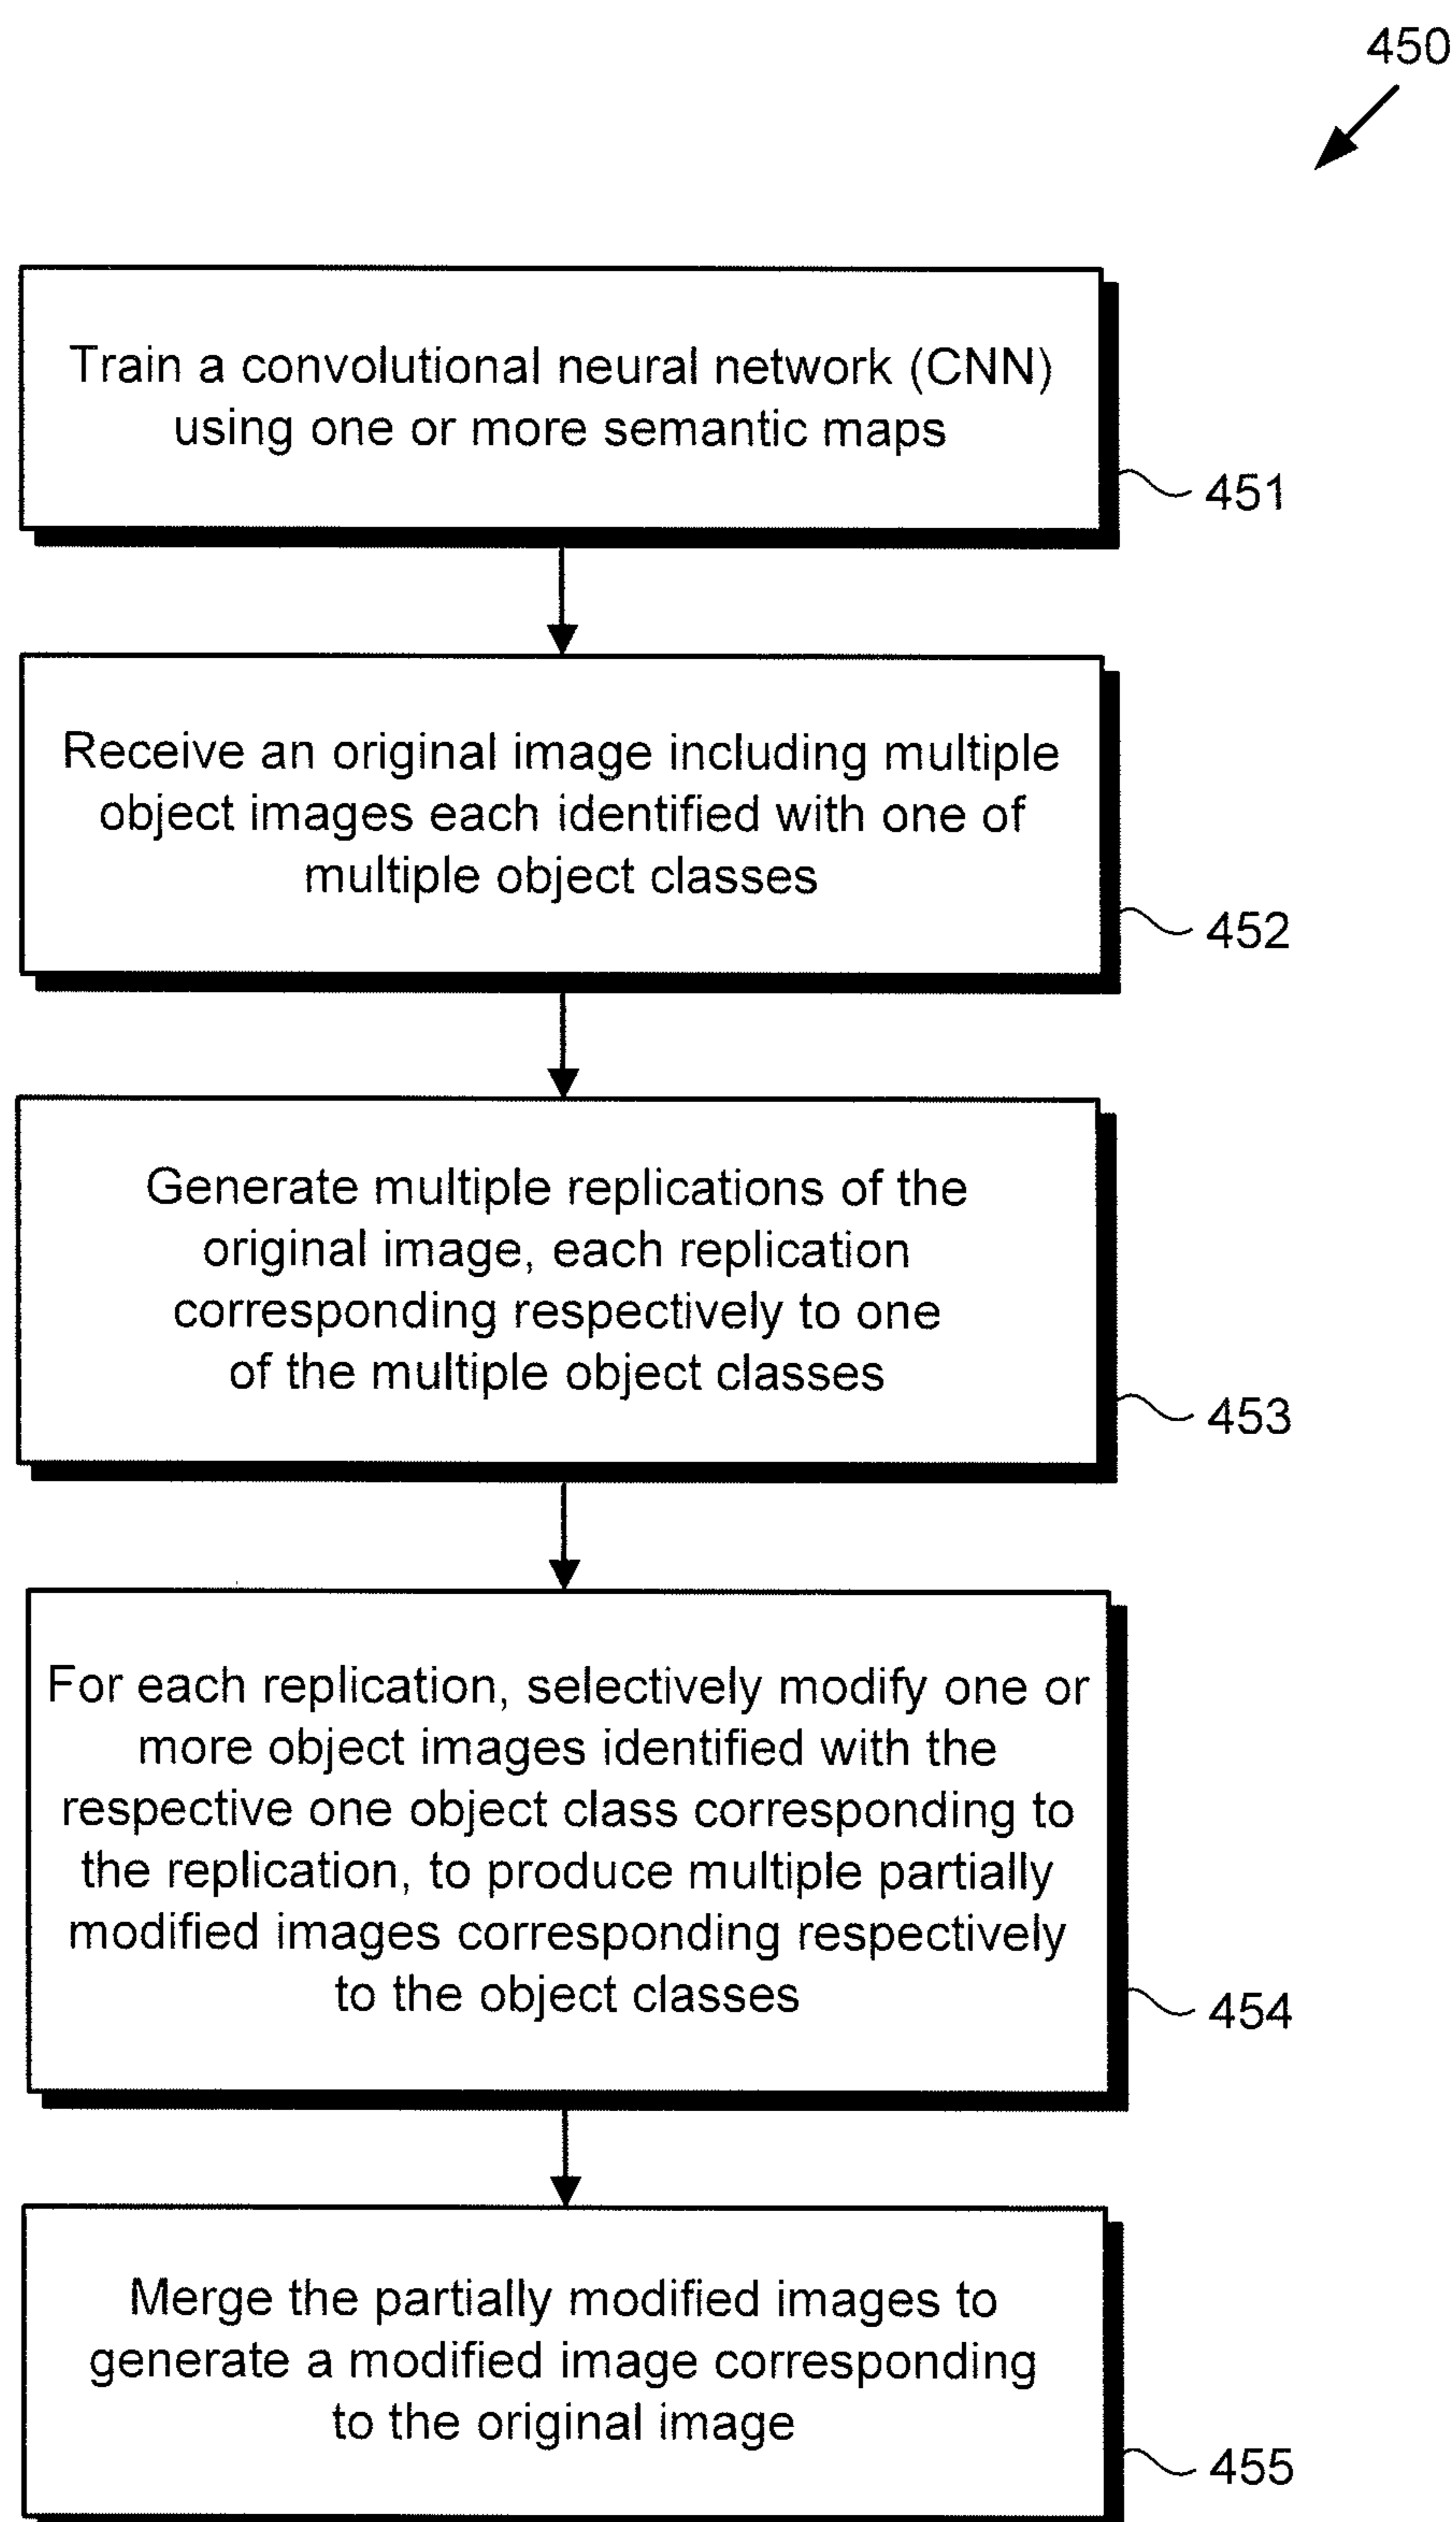 450
Train a convolutional neural network (CNN)
using one or more semantic maps
451
Receive an original image including multiple
object images each identified with one of
multiple object classes
452
Generate multiple replications of the
original image, each replication
corresponding respectively to one
of the multiple object classes
453
For each replication, selectively modify one or
more object images identified with the
respective one object class corresponding to
the replication, to produce multiple partially
modified images corresponding respectively
to the object classes
454
Merge the partially modified images to
generate a modified image corresponding
to the original image
455